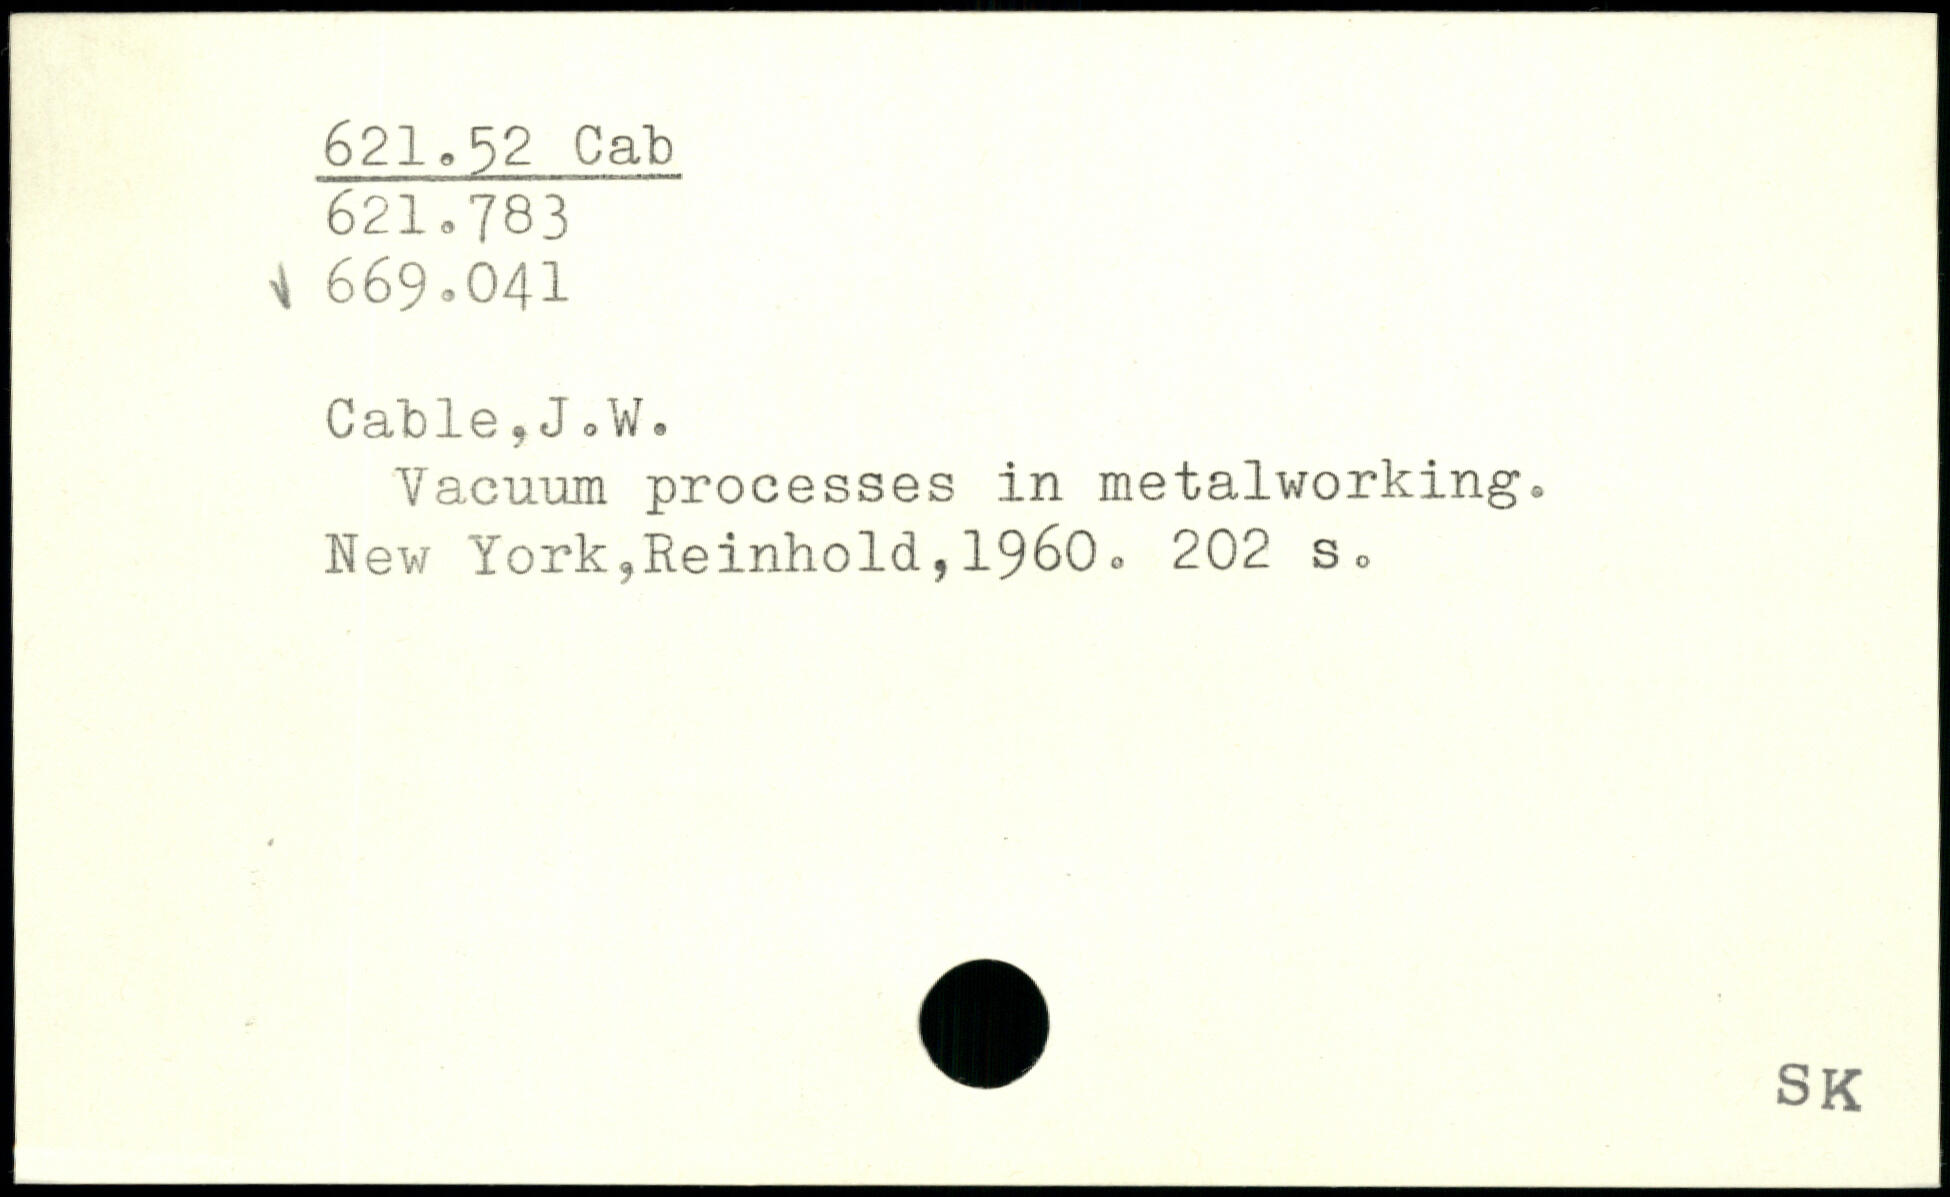 621.52 Cab
621.783
✓ 669.041
Cable,J.W.
Vacuum processes in metalworking.
New York,Reinhold,1960. 202 s.
SK